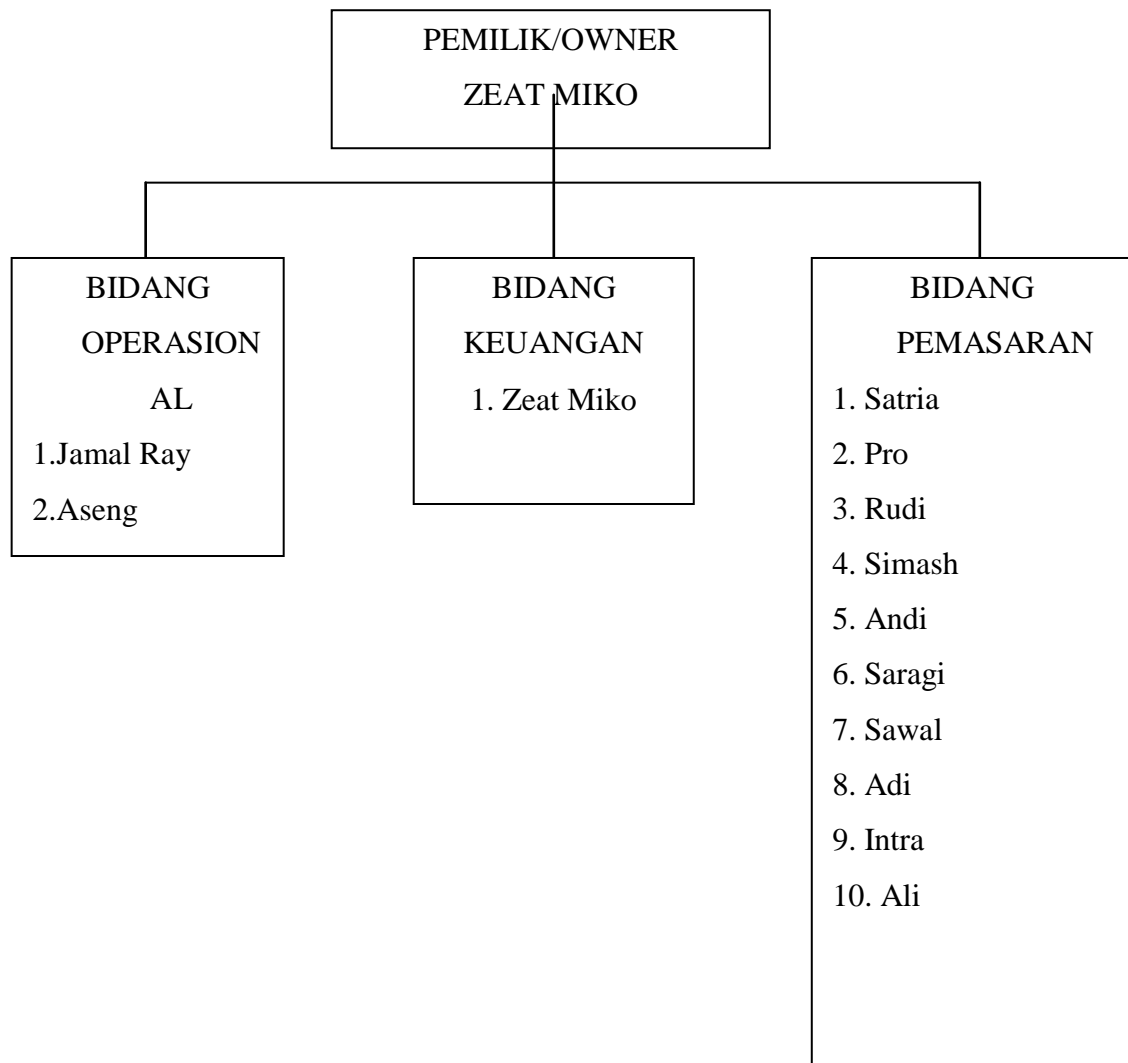 PEMILIK/OWNER
ZEAT MIKO
BIDANG
OPERASION
AL
1.Jamal Ray
2.Aseng
BIDANG
KEUANGAN
1. Zeat Miko
BIDANG
PEMASARAN
1. Satria
2. Pro
3. Rudi
4. Simash
5. Andi
6. Saragi
7. Sawal
8. Adi
9. Intra
10. Ali